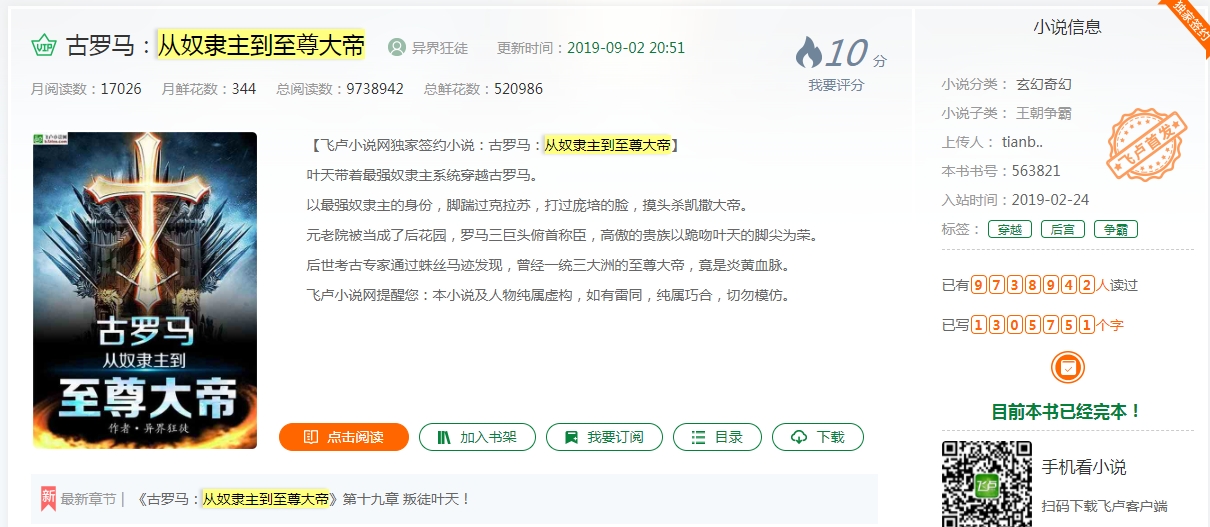 VIP 古罗马：从奴隶主到至尊大帝 异界狂徒 更新时间：2019-09-02 20:51
月阅读数：17026 月鲜花数：344 总阅读数：9738942 总鲜花数：520986
10 分
我要评分
飞卢小说网
古罗马
从奴隶主到
至尊大帝
作者·异界狂徒
【飞卢小说网独家签约小说：古罗马：从奴隶主到至尊大帝】
叶天带着最强奴隶主系统穿越古罗马。
以最强奴隶主的身份，脚踹过克拉苏，打过庞培的脸，摸头杀凯撒大帝。
元老院被当成了后花园，罗马三巨头俯首称臣，高傲的贵族以跪吻叶天的脚尖为荣。
后世考古专家通过蛛丝马迹发现，曾经一统三大洲的至尊大帝，竟是炎黄血脉。
飞卢小说网提醒您：本小说及人物纯属虚构，如有雷同，纯属巧合，切勿模仿。
点击阅读 加入书架 我要订阅 目录 下载
新 最新章节 | 《古罗马：从奴隶主到至尊大帝》第十九章 叛徒叶天！
独家签约
小说信息
小说分类： 玄幻奇幻
小说子类： 王朝争霸
上传人： tianb..
本书书号：563821
入站时间：2019-02-24
标签： 穿越 后宫 争霸
飞卢首发
已有9738942人读过
已写1305751个字
目前本书已经完本！
飞卢
手机看小说
扫码下载飞卢客户端